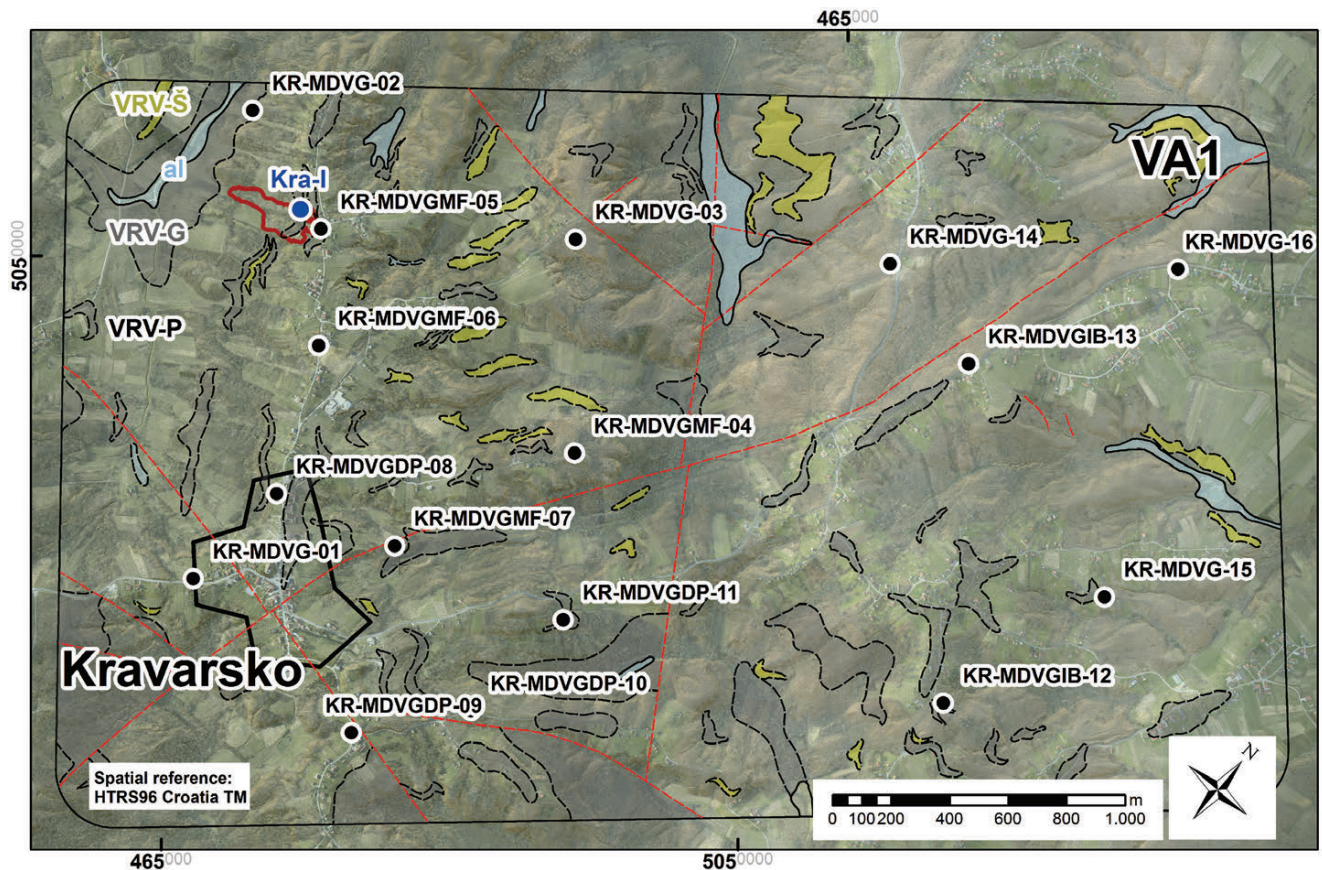 465000
VRV-Š
KR-MDVG-02
al
Kra-I
KR-MDVGMF-05
VA1
VRV-G
KR-MDVG-03
KR-MDVG-14
KR-MDVG-16
5050000
VRV-P
KR-MDVGMF-06
KR-MDVGIB-13
KR-MDVGMF-04
KR-MDVGDP-08
KR-MDVGMF-07
KR-MDVG-01
KR-MDVGDP-11
KR-MDVG-15
Kravarsko
KR-MDVGDP-10
KR-MDVGIB-12
KR-MDVGDP-09
N
Spatial reference:
HTRS96 Croatia TM
m
0 100 200 400 600 800 1.000
465000
5050000